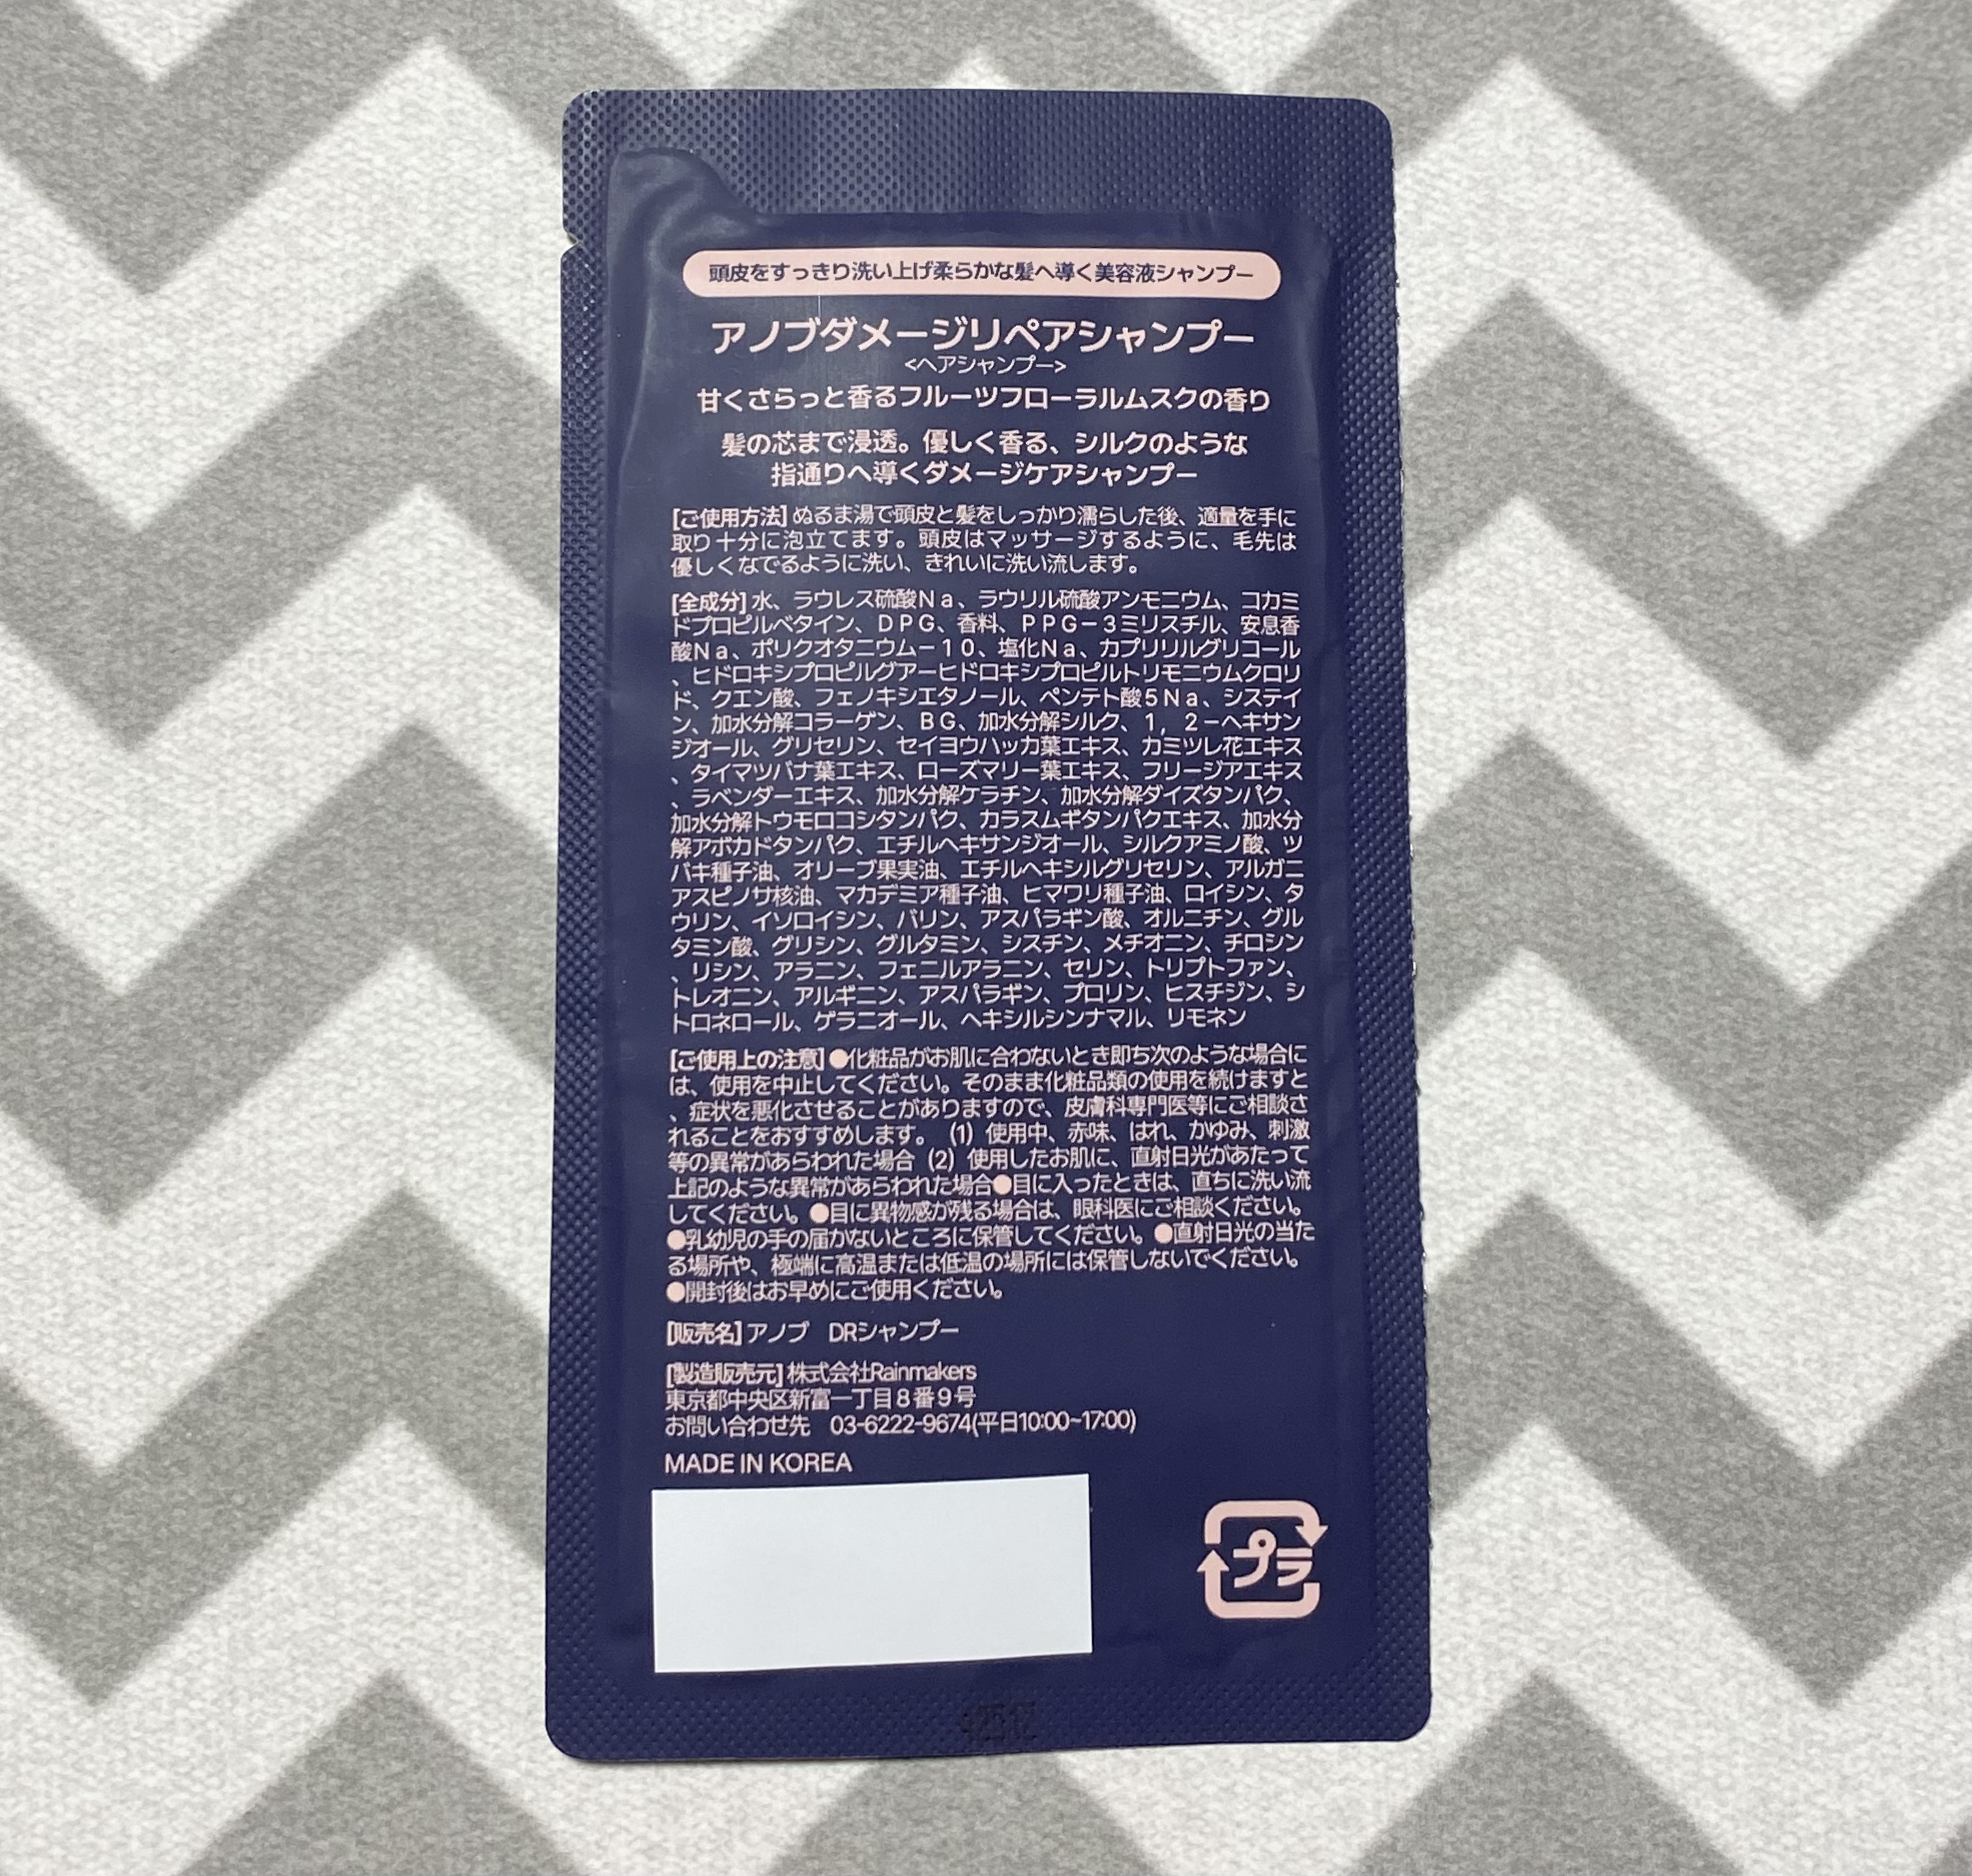 頭皮をすっきり洗い上げ柔らかな髪へ導く美容液シャンプー
アノブダメージリペアシャンプー
<ヘアシャンプー>
甘くさらっと香るフルーツフローラルムスクの香り
髪の芯まで浸透。優しく香る、シルクのような
指通りへ導くダメージケアシャンプー
[ご使用方法] ぬるま湯で頭皮と髪をしっかり濡らした後、適量を手に
取り十分に泡立てます。頭皮はマッサージするように、毛先は
優しくなでるように洗い、きれいに洗い流します。
[全成分] 水、ラウレス硫酸Ｎａ、ラウリル硫酸アンモニウム、コカミ
ドプロピルベタイン、ＤＰＧ、香料、ＰＰＧ－３ミリスチル、安息香
酸Ｎａ、ポリクオタニウム－１０、塩化Ｎａ、カプリリルグリコール
、ヒドロキシプロピルグアーヒドロキシプロピルトリモニウムクロリ
ド、クエン酸、フェノキシエタノール、ペンテト酸５Ｎａ、システイ
ン、加水分解コラーゲン、ＢＧ、加水分解シルク、１，２－ヘキサン
ジオール、グリセリン、セイヨウハッカ葉エキス、カミツレ花エキス
、タイマツバナ葉エキス、ローズマリー葉エキス、フリージアエキス
、ラベンダーエキス、加水分解ケラチン、加水分解ダイズタンパク、
加水分解トウモロコシタンパク、カラスムギタンパクエキス、加水分
解アボカドタンパク、エチルヘキサンジオール、シルクアミノ酸、ツ
バキ種子油、オリーブ果実油、エチルヘキシルグリセリン、アルガニ
アスピノサ核油、マカデミア種子油、ヒマワリ種子油、ロイシン、タ
ウリン、イソロイシン、バリン、アスパラギン酸、オルニチン、グル
タミン酸、グリシン、グルタミン、シスチン、メチオニン、チロシン
、リシン、アラニン、フェニルアラニン、セリン、トリプトファン、
トレオニン、アルギニン、アスパラギン、プロリン、ヒスチジン、シ
トロネロール、ゲラニオール、ヘキシルシンナマル、リモネン
[ご使用上の注意] ●化粧品がお肌に合わないとき即ち次のような場合に
は、使用を中止してください。そのまま化粧品類の使用を続けますと
、症状を悪化させることがありますので、皮膚科専門医等にご相談さ
れることをおすすめします。 (1) 使用中、赤味、はれ、かゆみ、刺激
等の異常があらわれた場合 (2) 使用したお肌に、直射日光があたって
上記のような異常があらわれた場合●目に入ったときは、直ちに洗い流
してください。●目に異物感が残る場合は、眼科医にご相談ください。
●乳幼児の手の届かないところに保管してください。●直射日光の当た
る場所や、極端に高温または低温の場所には保管しないでください。
●開封後はお早めにご使用ください。
[販売名] アノブ　DRシャンプー
[製造販売元] 株式会社Rainmakers
東京都中央区新富一丁目８番９号
お問い合わせ先　03-6222-9674(平日10:00~17:00)
MADE IN KOREA
プラ